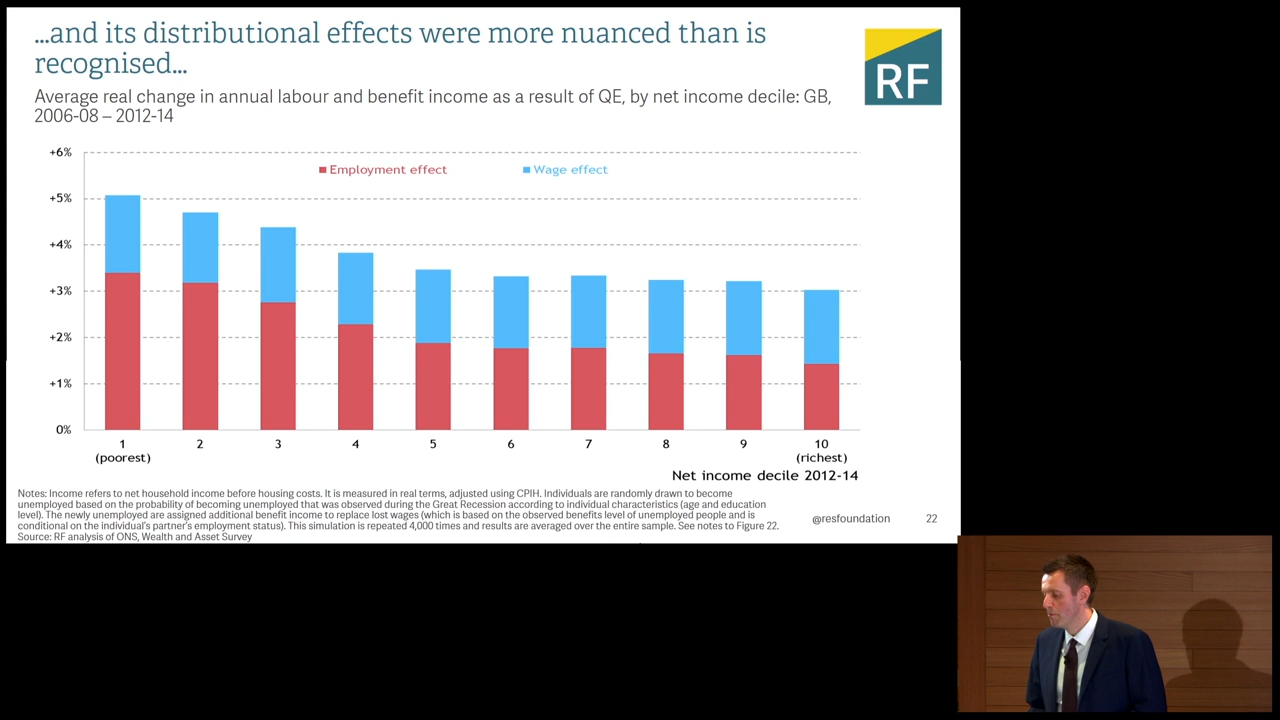 ...and its distributional effects were more nuanced than is
recognised...
RF
Average real change in annual labour and benefit income as a result of QE, by net income decile: GB,
2006-08 – 2012-14
+6%
+5%
+4%
+3%
+2%
+1%
0%
Employment effect
Wage effect
1
(poorest)
2
3
4
5
6
7
8
9
10
(richest)
Net income decile 2012-14
Notes: Income refers to net household income before housing costs. It is measured in real terms, adjusted using CPIH. Individuals are randomly drawn to become
unemployed based on the probability of becoming unemployed that was observed during the Great Recession according to individual characteristics (age and education
level). The newly unemployed are assigned additional benefit income to replace lost wages (which is based on the observed benefits level of unemployed people and is
conditional on the individual's partner's employment status). This simulation is repeated 4,000 times and results are averaged over the entire sample. See notes to Figure 22.
Source: RF analysis of ONS, Wealth and Asset Survey
@resfoundation
22